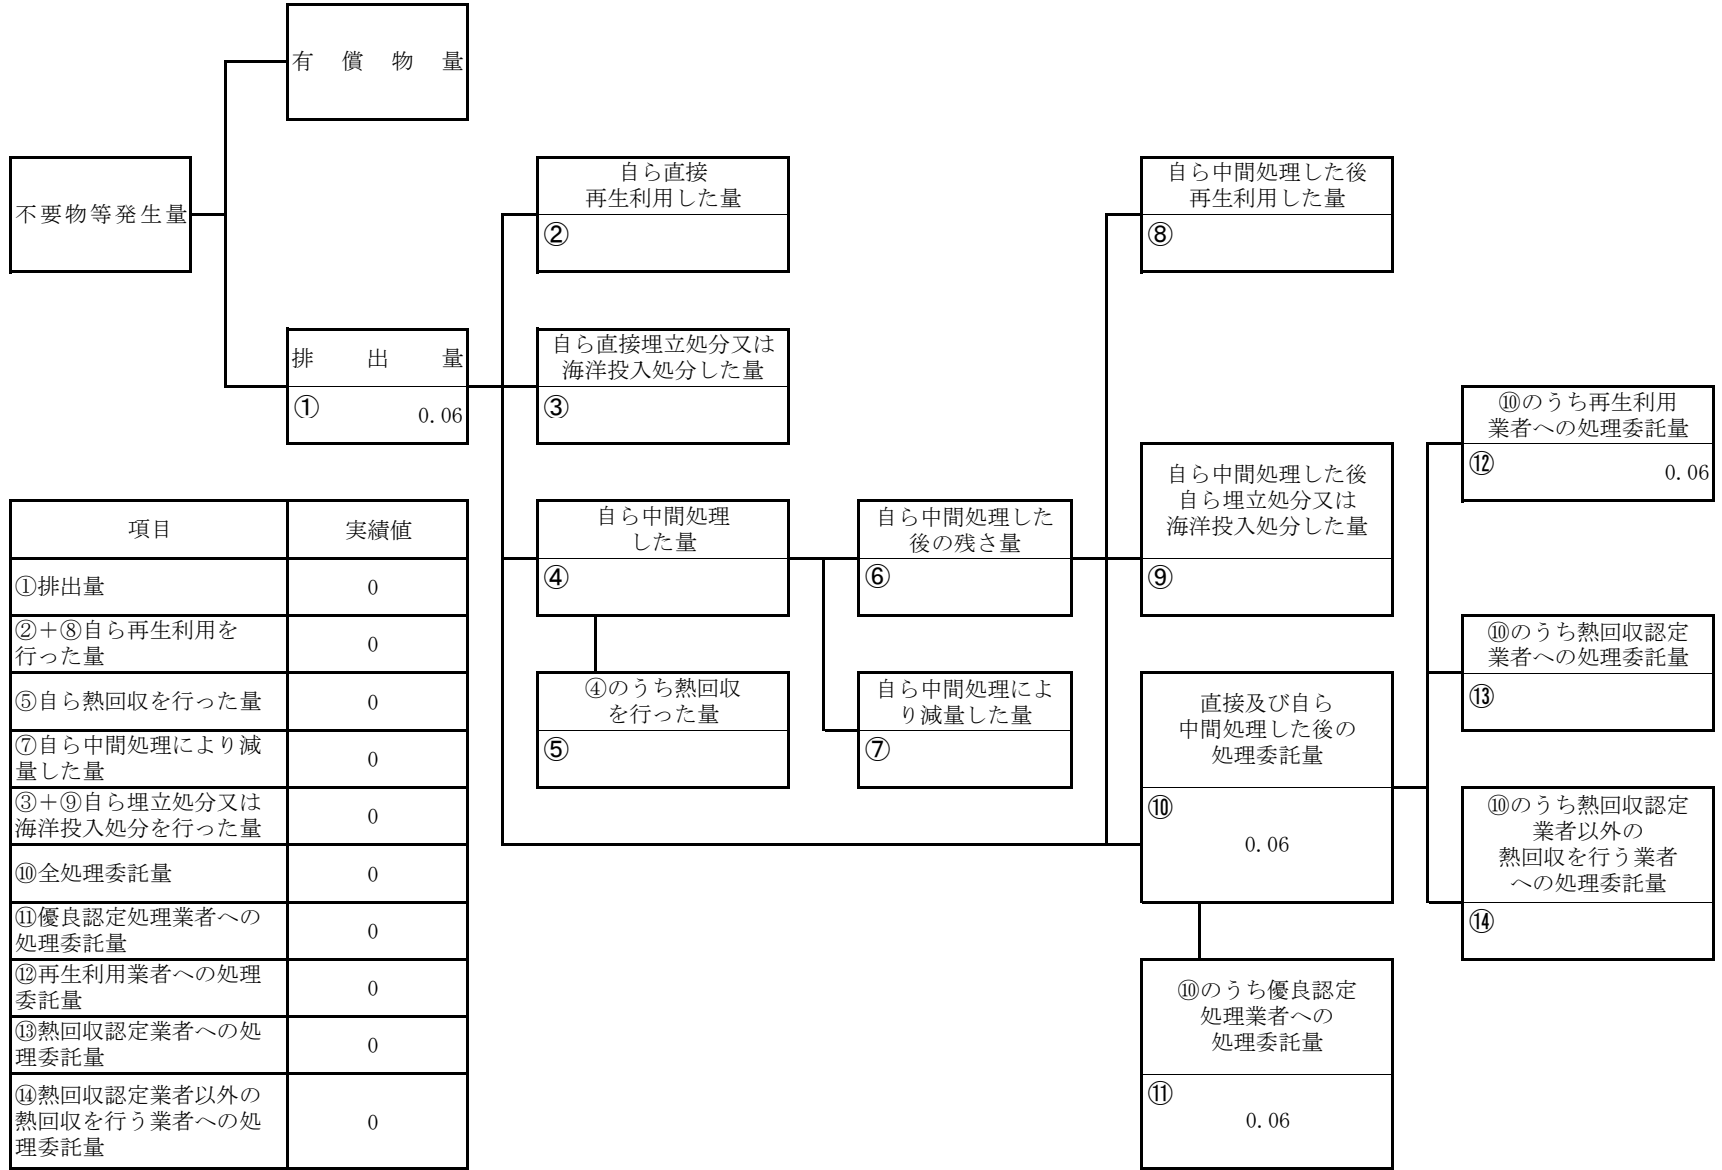 有償物量
不要物等発生量
排出量
① 0.06
自ら直接
再生利用した量
②
自ら直接埋立処分又は
海洋投入処分した量
③
自ら中間処理
した量
④
④のうち熱回収
を行った量
⑤
自ら中間処理した
後の残さ量
⑥
自ら中間処理によ
り減量した量
⑦
自ら中間処理した後
再生利用した量
⑧
自ら中間処理した後
自ら埋立処分又は
海洋投入処分した量
⑨
直接及び自ら
中間処理した後の
処理委託量
⑩
0.06
⑩のうち優良認定
処理業者への
処理委託量
⑪
0.06
⑩のうち再生利用
業者への処理委託量
⑫ 0.06
⑩のうち熱回収認定
業者への処理委託量
⑬
⑩のうち熱回収認定
業者以外の
熱回収を行う業者
への処理委託量
⑭
項目 実績値
①排出量 0
②＋⑧自ら再生利用を
行った量 0
⑤自ら熱回収を行った量 0
⑦自ら中間処理により減
量した量 0
③＋⑨自ら埋立処分又は
海洋投入処分を行った量 0
⑩全処理委託量 0
⑪優良認定処理業者への
処理委託量 0
⑫再生利用業者への処理
委託量 0
⑬熱回収認定業者への処
理委託量 0
⑭熱回収認定業者以外の
熱回収を行う業者への処
理委託量 0